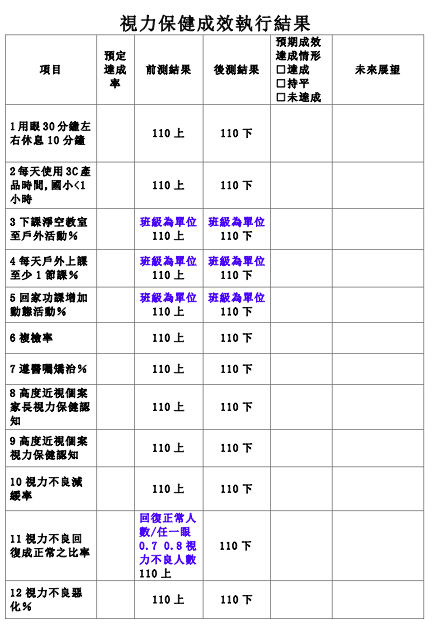 視力保健成效執行結果
項目
預定
達成
率
前測結果
後測結果
預期成效
達成情形
□達成
□持平
□未達成
未來展望
1用眼30分鐘左
右休息10分鐘
110上
110下
2每天使用3C產
品時間,國小<1
小時
110上
110下
3下課淨空教室
至戶外活動%
班級為單位
110上
班級為單位
110下
4每天戶外上課
至少1節課%
班級為單位
110上
班級為單位
110下
5回家功課增加
動態活動%
班級為單位
110上
班級為單位
110下
6複檢率
110上
110下
7遵醫囑矯治%
110上
110下
8高度近視個案
家長視力保健認
知
110上
110下
9高度近視個案
視力保健認知
110上
110下
10視力不良減
緩率
110上
110下
11視力不良回
復成正常之比率
回復正常人
數/任一眼
0.7 0.8視
力不良人數
110上
110下
12視力不良惡
化%
110上
110下